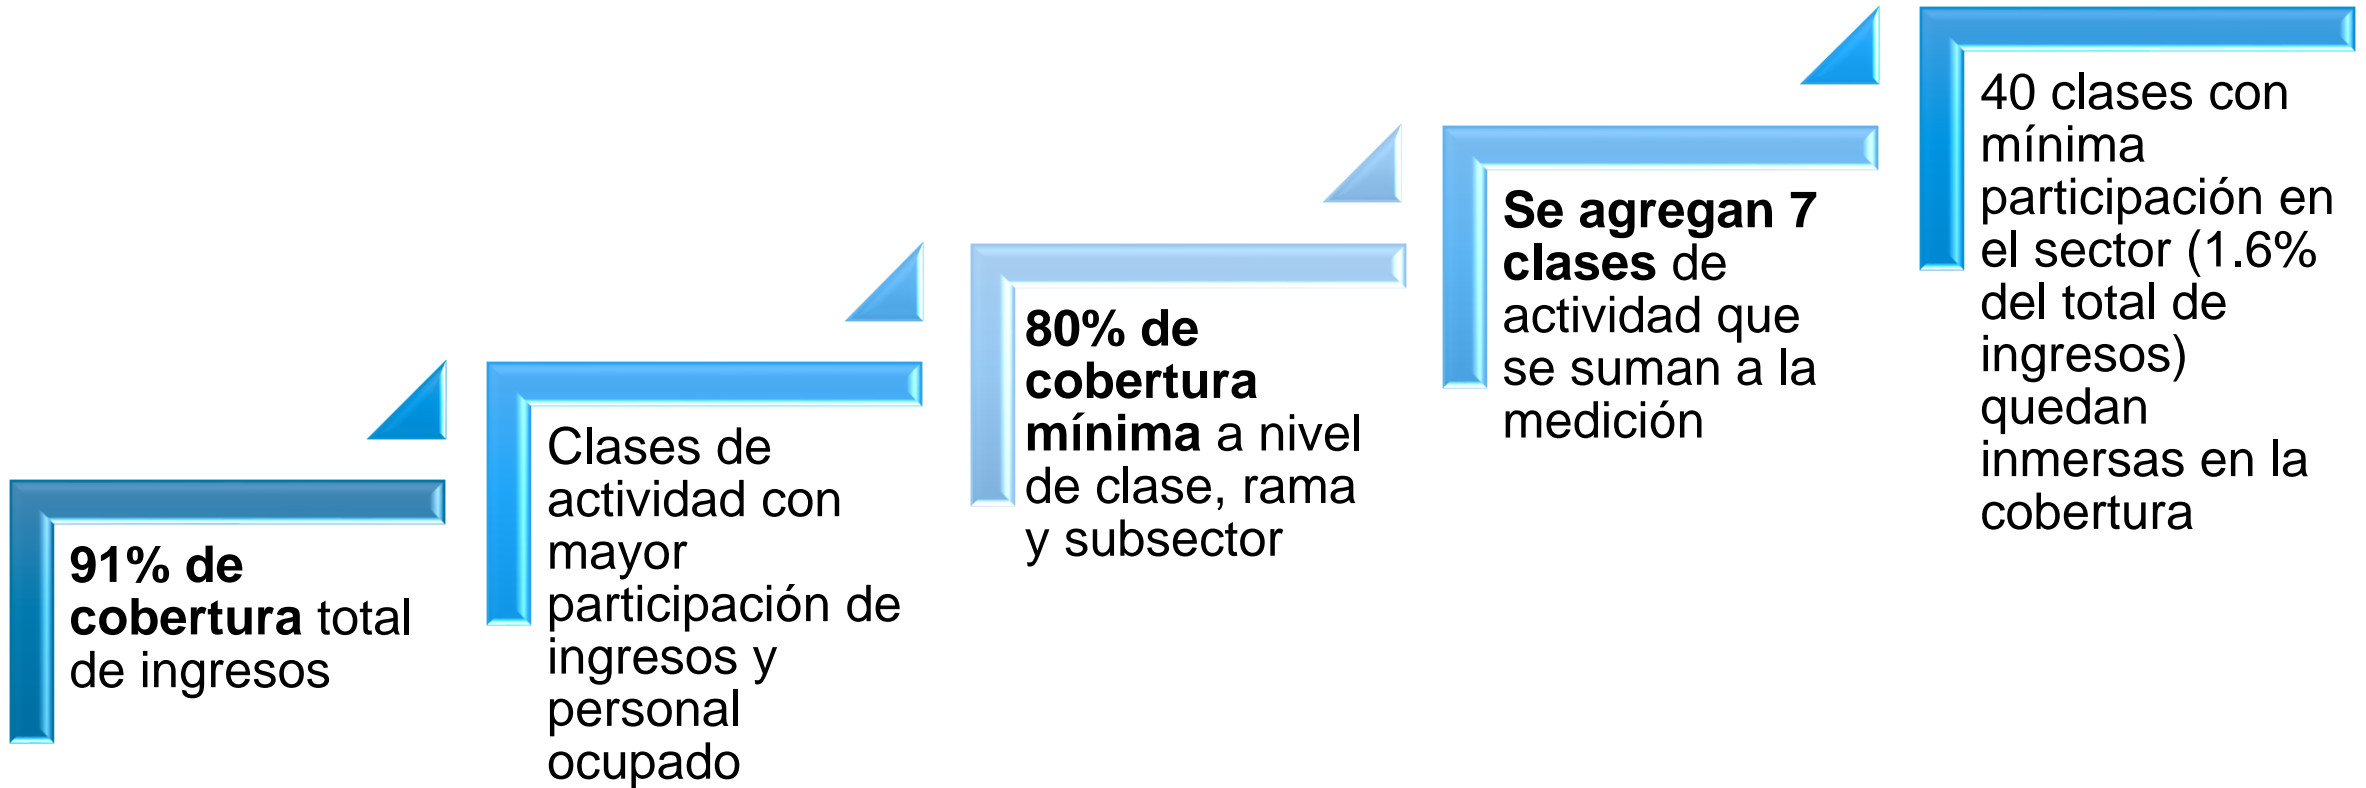 91% de
cobertura total
de ingresos
Clases de
actividad con
mayor
participación de
ingresos y
personal
ocupado
80% de
cobertura
mínima a nivel
de clase, rama
y subsector
Se agregan 7
clases de
actividad que
se suman a la
medición
40 clases con
mínima
participación en
el sector (1.6%
del total de
ingresos)
quedan
inmersas en la
cobertura